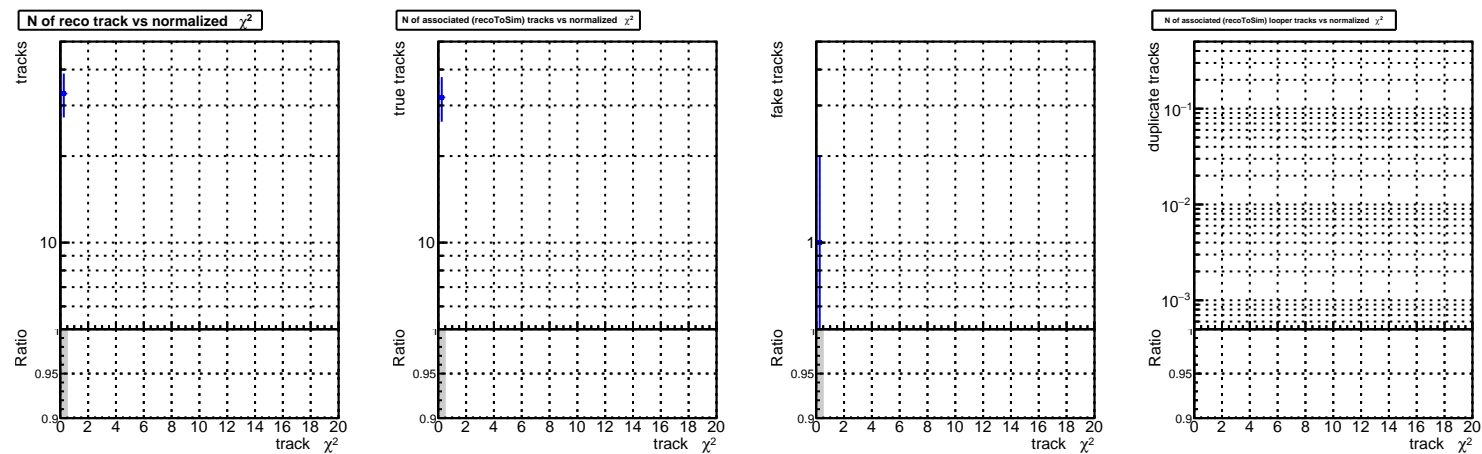 N of reco track vs normalized χ²
tracks
10
1
Ratio
0.95
0.9
0 2 4 6 8 10 12 14 16 18 20
track χ²
N of associated (recoToSim) tracks vs normalized χ²
true tracks
10
1
Ratio
0.95
0.9
0 2 4 6 8 10 12 14 16 18 20
track χ²
fake tracks
1
1
Ratio
0.95
0.9
0 2 4 6 8 10 12 14 16 18 20
track χ²
N of associated (recoToSim) looper tracks vs normalized χ²
duplicate tracks
10⁻¹
10⁻²
10⁻³
1
Ratio
0.95
0.9
0 2 4 6 8 10 12 14 16 18 20
track χ²